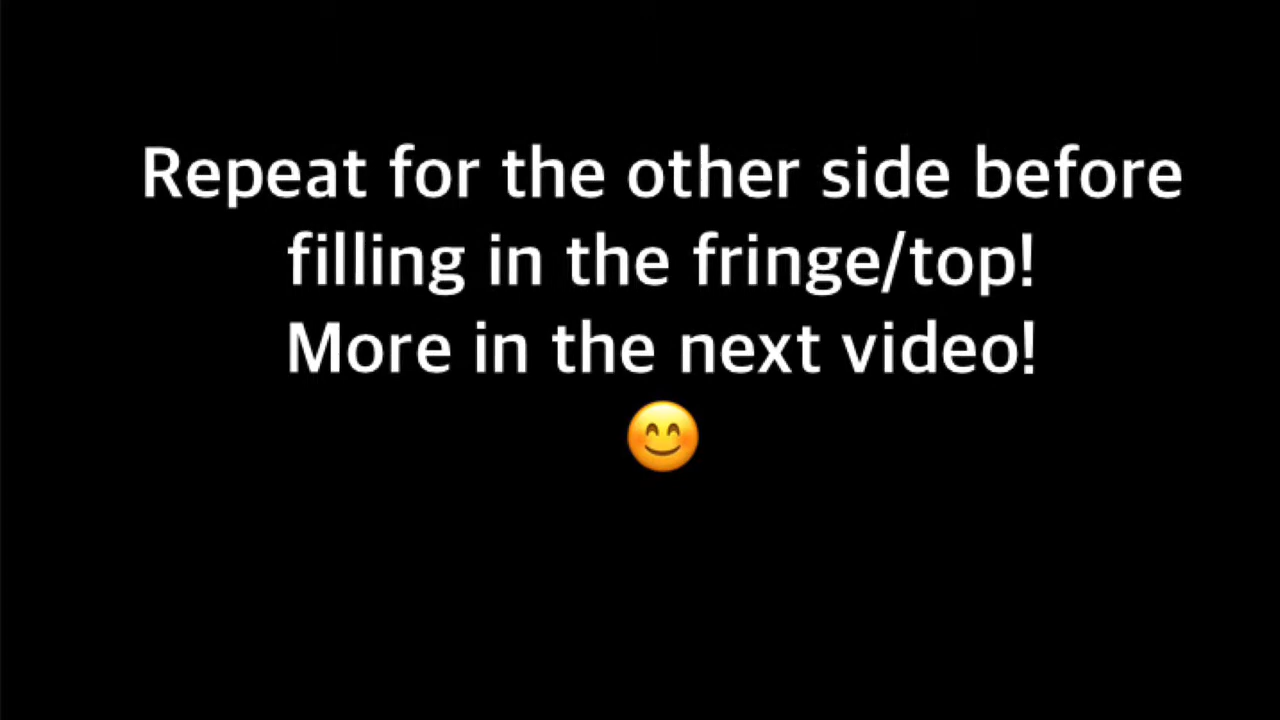 Repeat for the other side before
filling in the fringe/top!
More in the next video!
😊